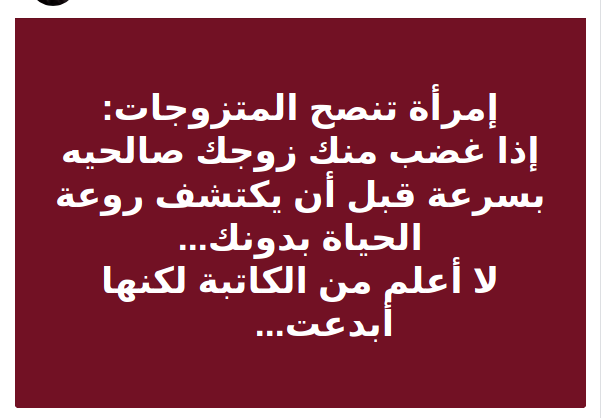 إمرأة تنصح المتزوجات:
إذا غضب منك زوجك صالحيه
بسرعة قبل أن يكتشف روعة
الحياة بدونك...
لا أعلم من الكاتبة لكنها
أبدعت...